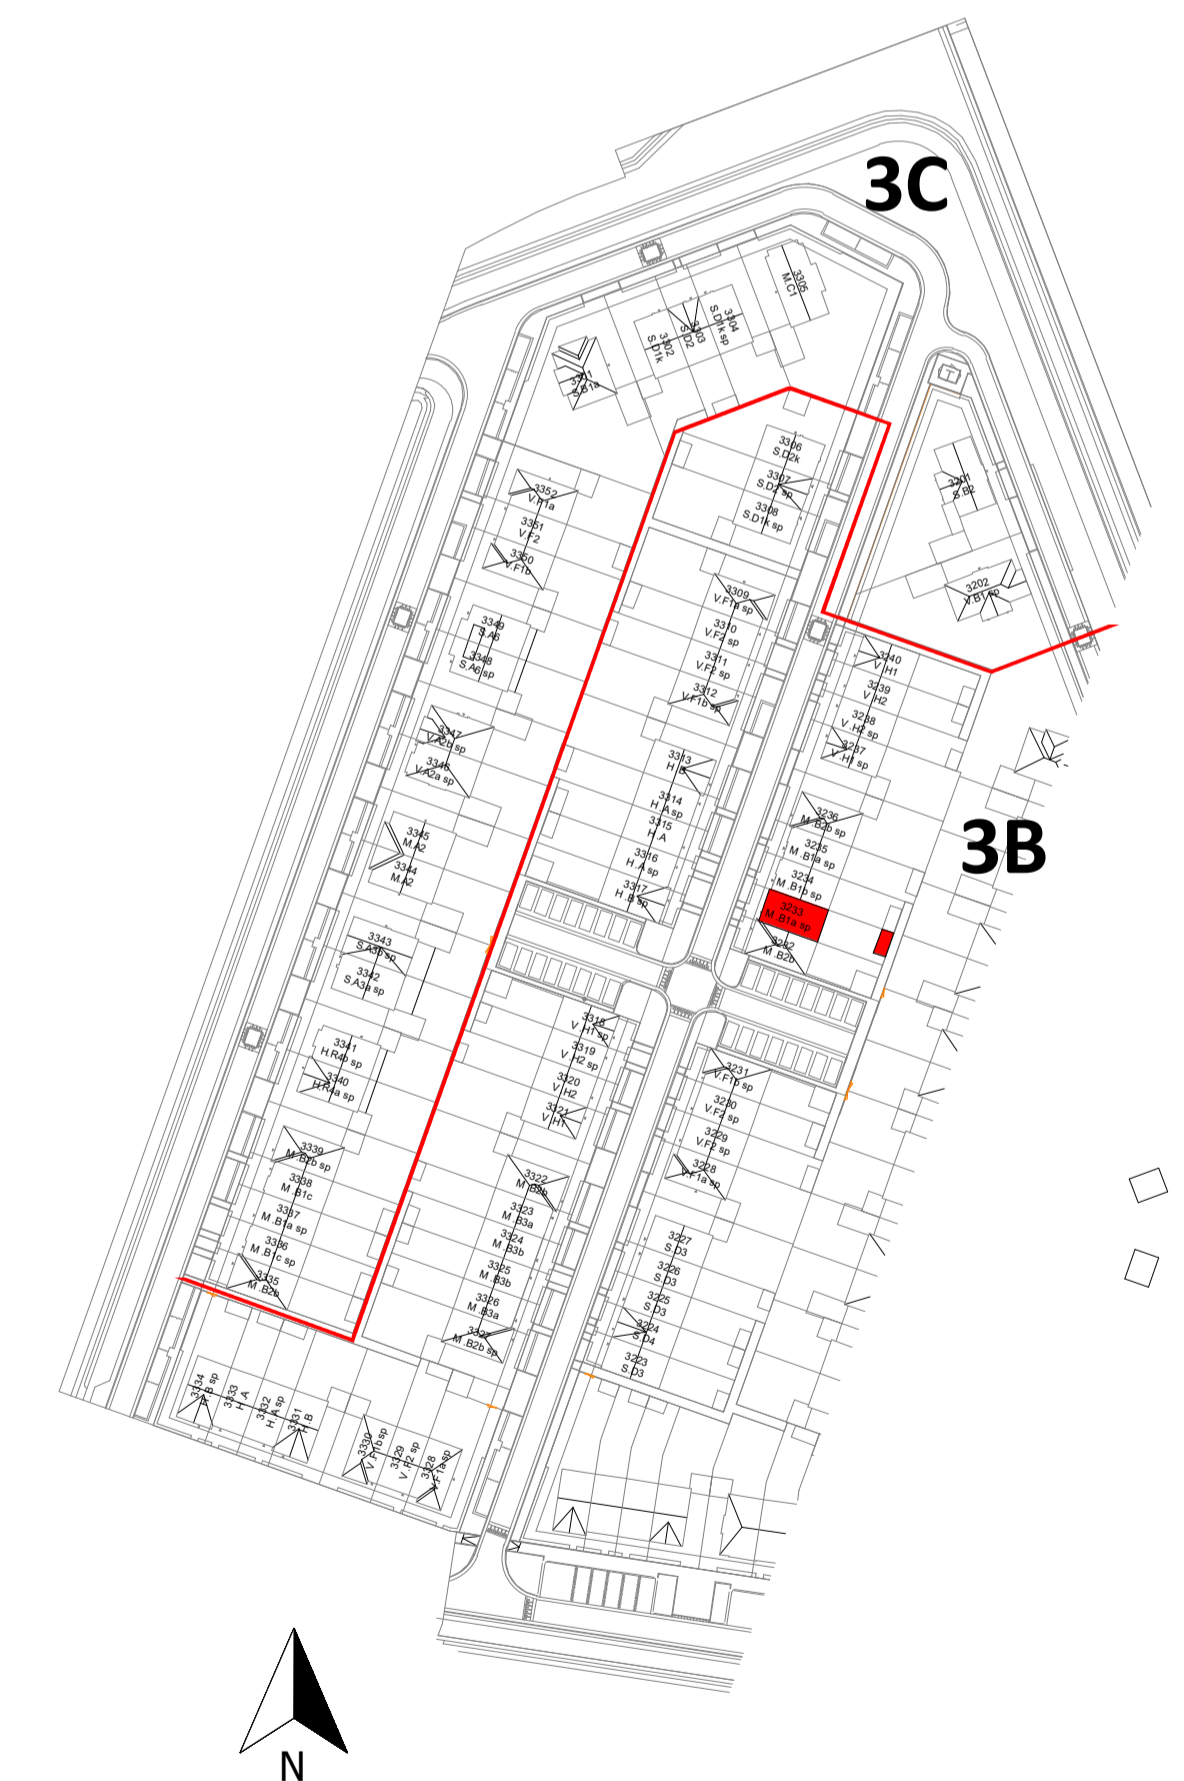 3C
3305
M.C1
3304
S.D1k sp
3303
S.D2
3302
S.D1k
3301
S.B1a
3306
S.D2k
3307
S.D2 sp
3308
S.D1k sp
3201
S.B2
3202
V.B1 sp
3352
V.F1a
3351
V.F2
3350
V.F1b
3349
S.A6
3348
S.A6 sp
3347
V.A2b sp
3346
V.A2a sp
3345
M.A2
3344
M.A2
3343
S.A3b sp
3342
S.A3a sp
3341
H.R4b sp
3340
H.R4a sp
3339
M.B2b sp
3338
M.B1c
3337
M.B1a sp
3336
M.B1c sp
3335
M.B2b
3309
V.F1a sp
3310
V.F2 sp
3311
V.F2 sp
3312
V.F1b sp
3313
H.B
3314
H.A sp
3315
H.A
3316
H.A sp
3317
H.B sp
3240
V.H1
3239
V.H2
3238
V.H2 sp
3237
V.H1 sp
3236
M.B2b sp
3235
M.B1a sp
3234
M.B1b sp
3233
M.B1a sp
3232
M.B2b
3B
3318
V.H1 sp
3319
V.H2 sp
3320
V.H2
3321
V.H1
3322
M.B2b
3323
M.B3a
3324
M.B3b
3325
M.B3b
3326
M.B3a
3327
M.B2b sp
3231
V.F1b sp
3230
V.F2 sp
3229
V.F2 sp
3228
V.F1a sp
3227
S.D3
3226
S.D3
3225
S.D3
3224
S.D4
3223
S.D3
3334
H.B sp
3333
H.A
3332
H.A sp
3331
H.B
3330
V.F1b sp
3329
V.F2 sp
3328
V.F1a sp
N